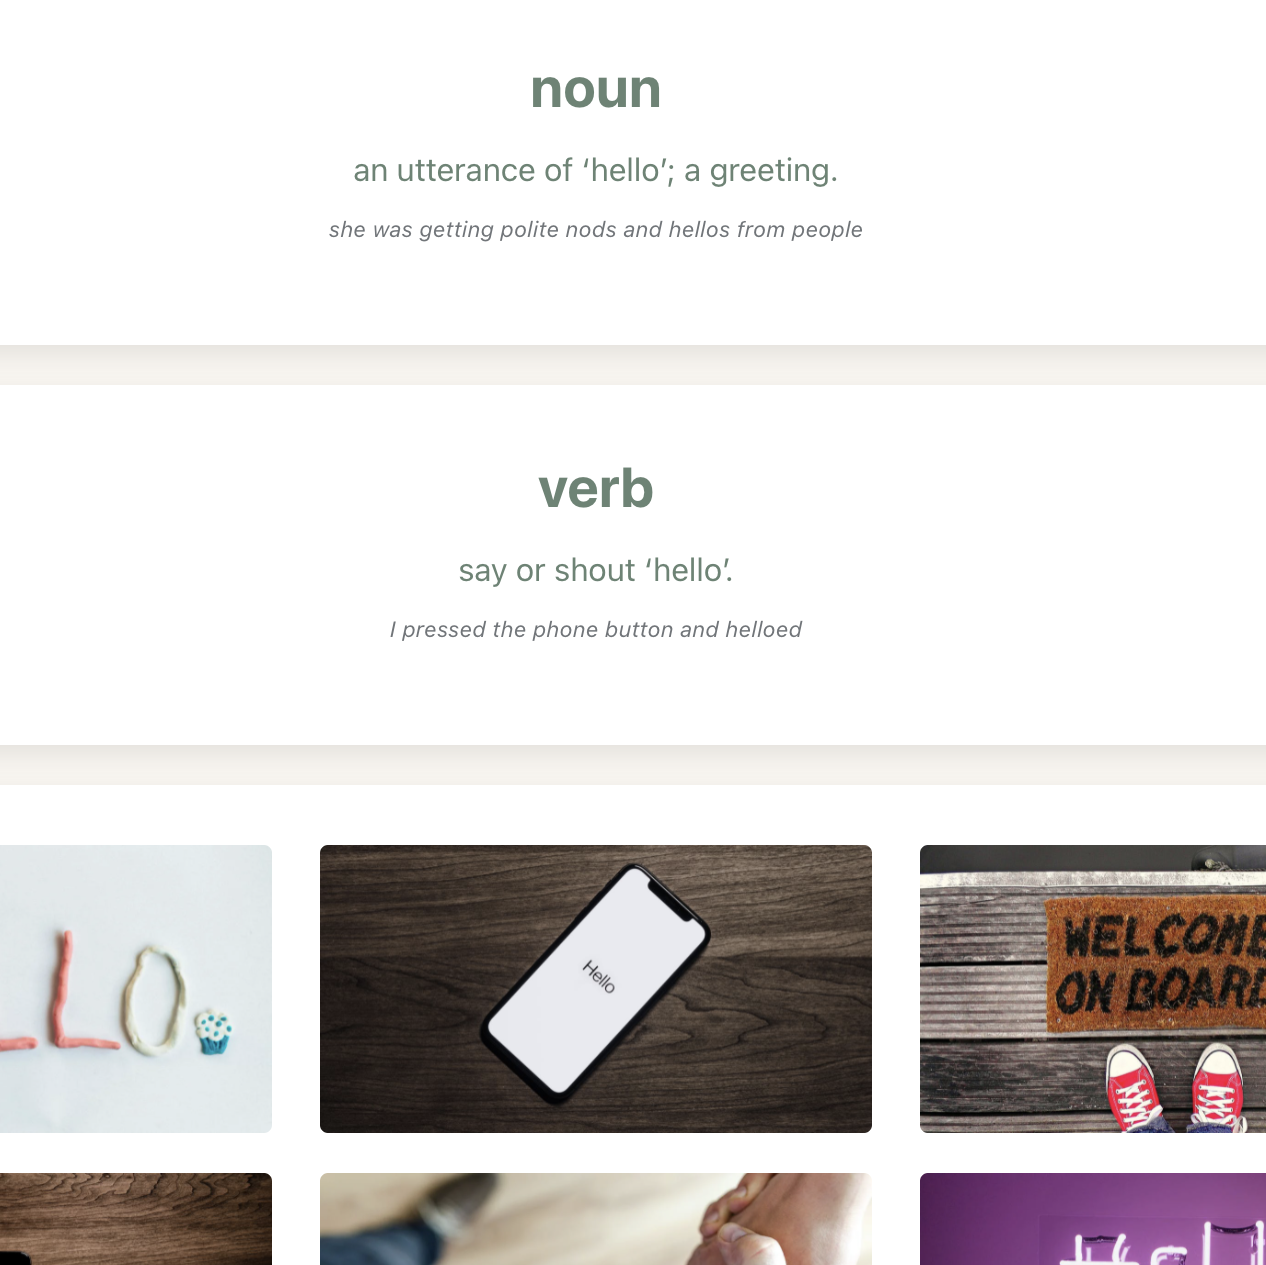 noun
an utterance of ‘hello’; a greeting.
she was getting polite nods and hellos from people
verb
say or shout ‘hello’.
I pressed the phone button and helloed
LLO.
Hello
WELCOME
ON BOARD